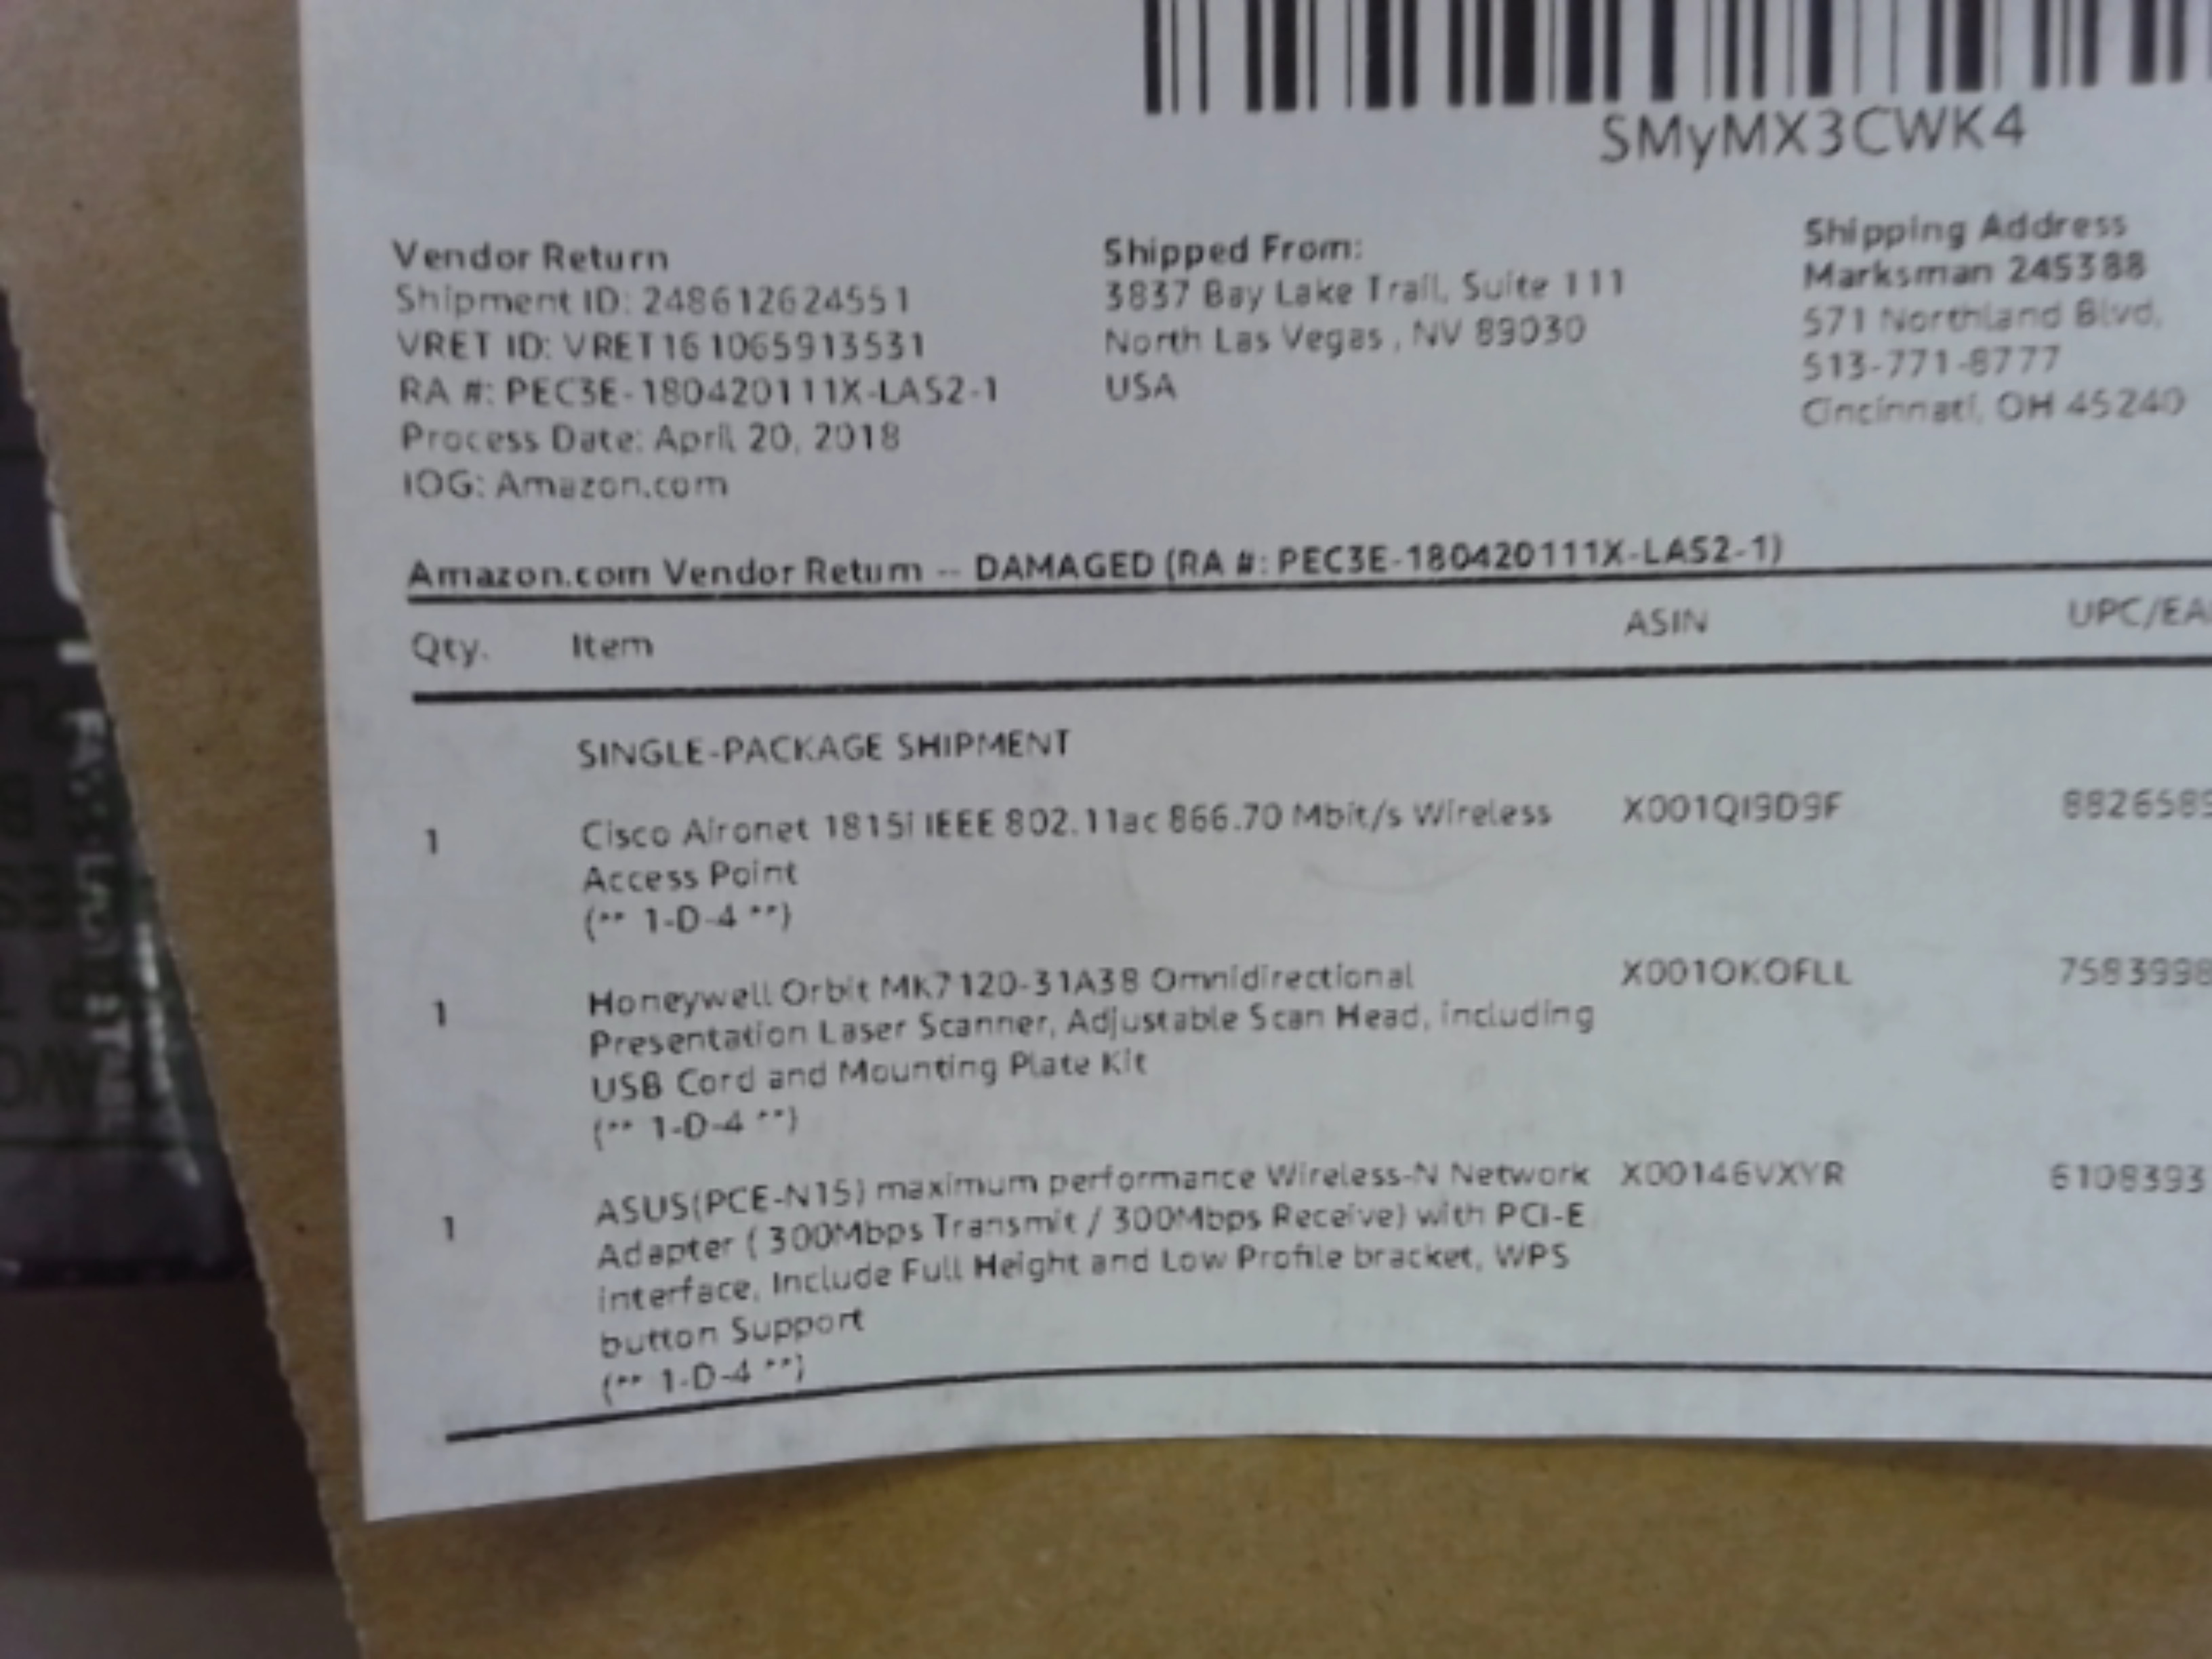 SMyMX3CWK4
Vendor Return
Shipment ID: 248612624551
VRET ID: VRET161065913531
RA #: PEC3E-180420111X-LAS2-1
Process Date: April 20, 2018
IOG: Amazon.com
Shipped From:
3837 Bay Lake Trail, Suite 111
North Las Vegas , NV 89030
USA
Shipping Address
Marksman 245388
571 Northland Blvd,
513-771-8777
Cincinnati, OH 45240
Amazon.com Vendor Return -- DAMAGED (RA #: PEC3E-180420111X-LAS2-1)
Qty. Item ASIN UPC/EA
SINGLE-PACKAGE SHIPMENT
1 Cisco Aironet 1815i IEEE 802.11ac 866.70 Mbit/s Wireless X001QI9D9F 8826589
Access Point
(** 1-D-4 **)
1 Honeywell Orbit MK7120-31A38 Omnidirectional X001OKOFLL 7583998
Presentation Laser Scanner, Adjustable Scan Head, including
USB Cord and Mounting Plate Kit
(** 1-D-4 **)
1 ASUS(PCE-N15) maximum performance Wireless-N Network X00146VXYR 6108393
Adapter ( 300Mbps Transmit / 300Mbps Receive) with PCI-E
interface, Include Full Height and Low Profile bracket, WPS
button Support
(** 1-D-4 **)